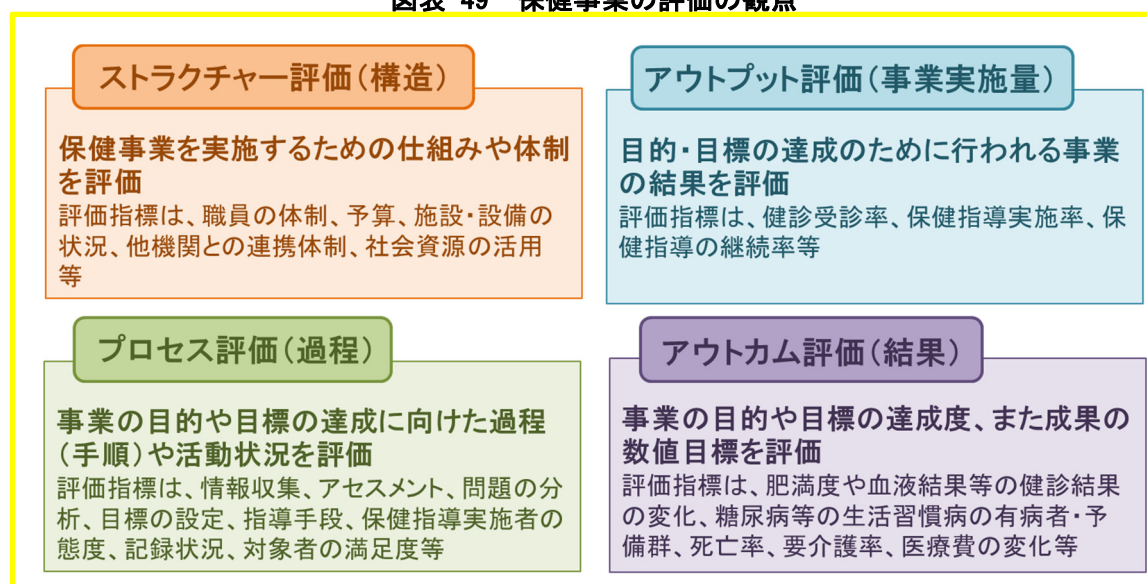 図表 49 保健事業の評価の観点
ストラクチャー評価(構造)
保健事業を実施するための仕組みや体制
を評価
評価指標は、職員の体制、予算、施設・設備の
状況、他機関との連携体制、社会資源の活用
等
アウトプット評価(事業実施量)
目的・目標の達成のために行われる事業
の結果を評価
評価指標は、健診受診率、保健指導実施率、保
健指導の継続率等
プロセス評価(過程)
事業の目的や目標の達成に向けた過程
(手順)や活動状況を評価
評価指標は、情報収集、アセスメント、問題の分
析、目標の設定、指導手段、保健指導実施者の
態度、記録状況、対象者の満足度等
アウトカム評価(結果)
事業の目的や目標の達成度、また成果の
数値目標を評価
評価指標は、肥満度や血液結果等の健診結果
の変化、糖尿病等の生活習慣病の有病者・予
備群、死亡率、要介護率、医療費の変化等